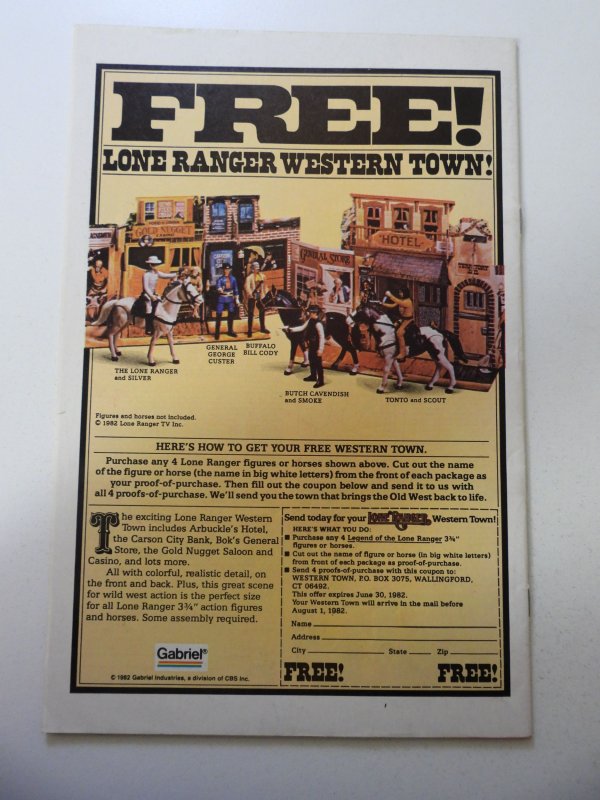 FREE!
LONE RANGER WESTERN TOWN!
GOLD NUGGET
CASINO
GENERAL STORE
HOTEL
THE LONE RANGER
and SILVER
GENERAL
GEORGE
CUSTER
BUFFALO
BILL CODY
BUTCH CAVENDISH
and SMOKE
TONTO and SCOUT
Figures and horses not included.
© 1982 Lone Ranger TV Inc.
HERE'S HOW TO GET YOUR FREE WESTERN TOWN.
Purchase any 4 Lone Ranger figures or horses shown above. Cut out the name
of the figure or horse (the name in big white letters) from the front of each package as
your proof-of-purchase. Then fill out the coupon below and send it to us with
all 4 proofs-of-purchase. We'll send you the town that brings the Old West back to life.
The exciting Lone Ranger Western
Town includes Arbuckle's Hotel,
the Carson City Bank, Bok's General
Store, the Gold Nugget Saloon and
Casino, and lots more.
All with colorful, realistic detail, on
the front and back. Plus, this great scene
for wild west action is the perfect size
for all Lone Ranger 3¾" action figures
and horses. Some assembly required.
Gabriel®
© 1982 Gabriel Industries, a division of CBS Inc.
Send today for your LONE RANGER Western Town!
HERE'S WHAT YOU DO:
■ Purchase any 4 Legend of the Lone Ranger 3¾"
figures or horses.
■ Cut out the name of figure or horse (in big white letters)
from front of each package as proof-of-purchase.
■ Send 4 proofs-of-purchase with this coupon to:
WESTERN TOWN, P.O. BOX 3075, WALLINGFORD,
CT 06492.
This offer expires June 30, 1982.
Your Western Town will arrive in the mail before
August 1, 1982.
Name
Address
City State Zip
FREE! FREE!